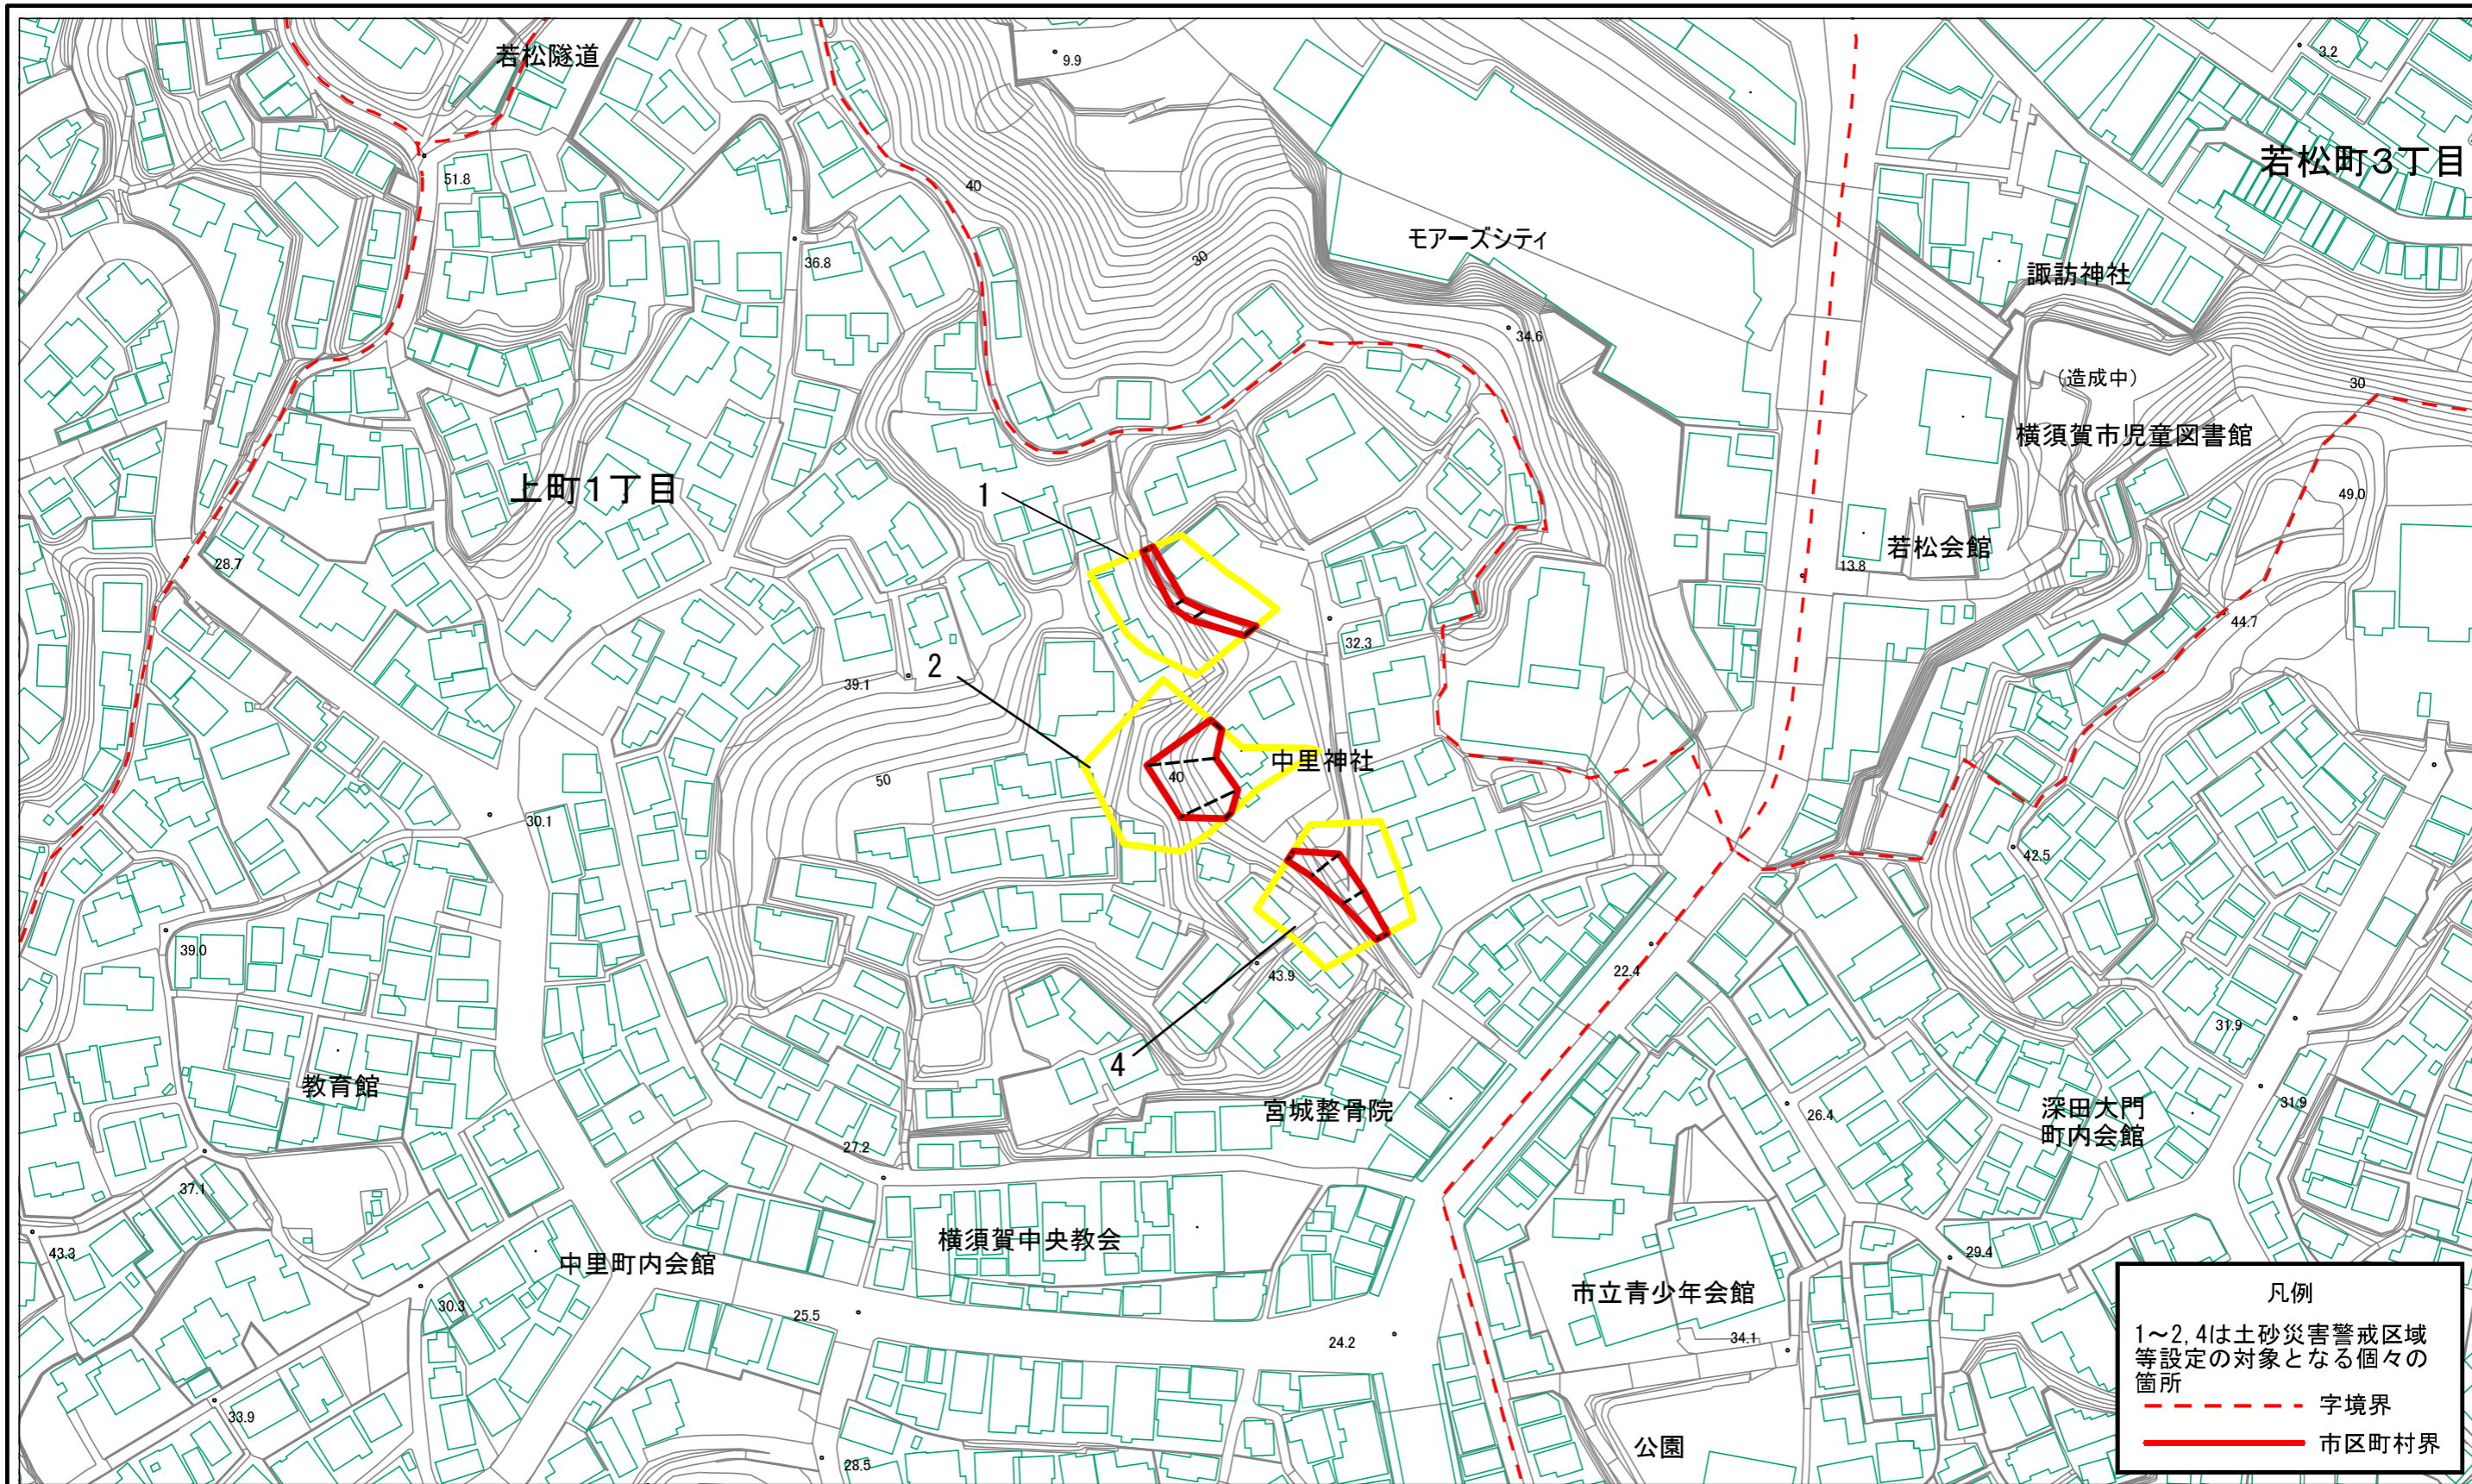 若松隧道
9.9
3.2
若松町3丁目
51.8
40
モアーズシティ
36.8
30
諏訪神社
34.6
(造成中)
30
横須賀市児童図書館
上町1丁目
1
49.0
若松会館
28.7
13.8
44.7
32.3
2
39.1
中里神社
50
40
30.1
42.5
39.0
43.9
22.4
31.9
4
教育館
宮城整骨院
26.4
深田大門
町内会館
31.9
27.2
37.1
43.3
中里町内会館
横須賀中央教会
29.4
市立青少年会館
30.3
25.5
24.2
34.1
33.9
公園
28.5
凡例
1～2,4は土砂災害警戒区域
等設定の対象となる個々の
箇所
字境界
市区町村界